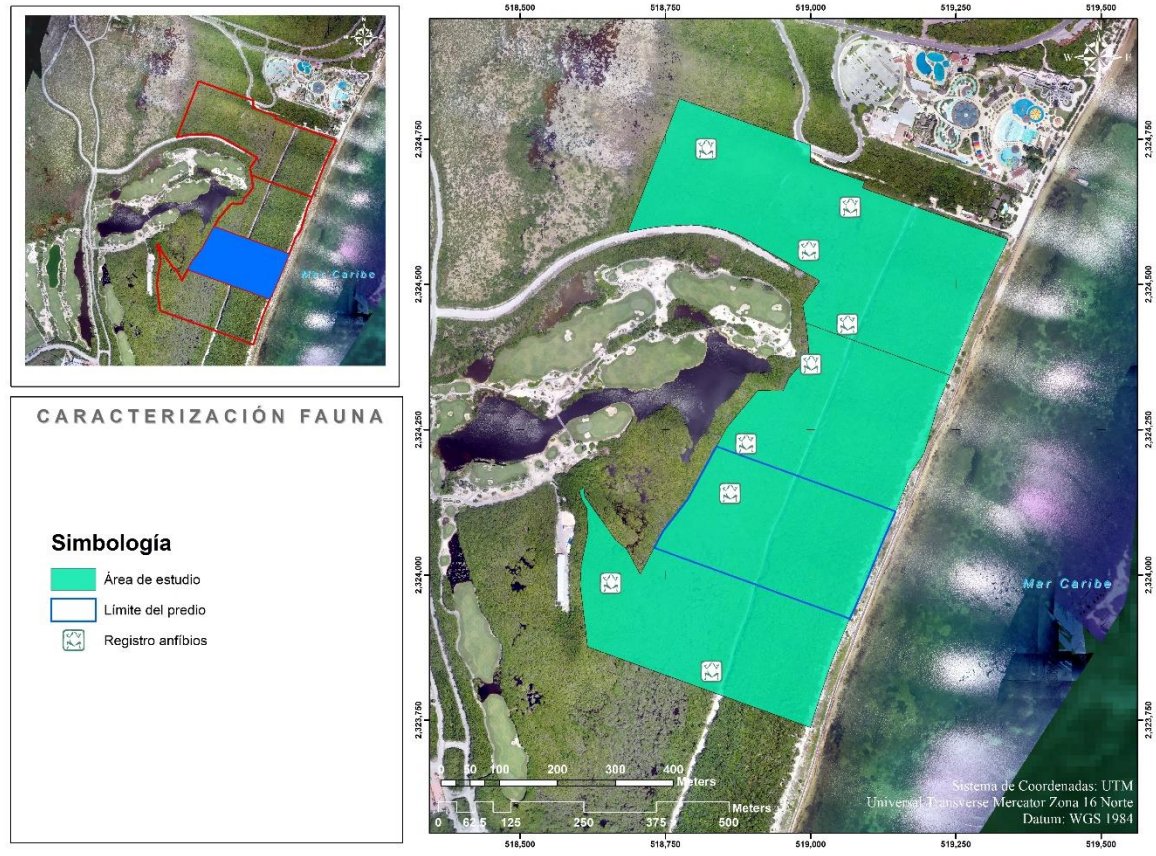 N
Mar Caribe
CARACTERIZACIÓN FAUNA
Simbología
Área de estudio
Límite del predio
Registro anfíbios
518,500 518,750 519,000 519,250 519,500
N
W E
2,324,750 2,324,750
2,324,500 2,324,500
2,324,250 2,324,250
2,324,000 2,324,000
2,323,750 2,323,750
Mar Caribe
0 50 100 200 300 400
Meters
Meters
0 62.5 125 250 375 500
Sistema de Coordenadas: UTM
Universal Transverse Mercator Zona 16 Norte
Datum: WGS 1984
518,500 518,750 519,000 519,250 519,500